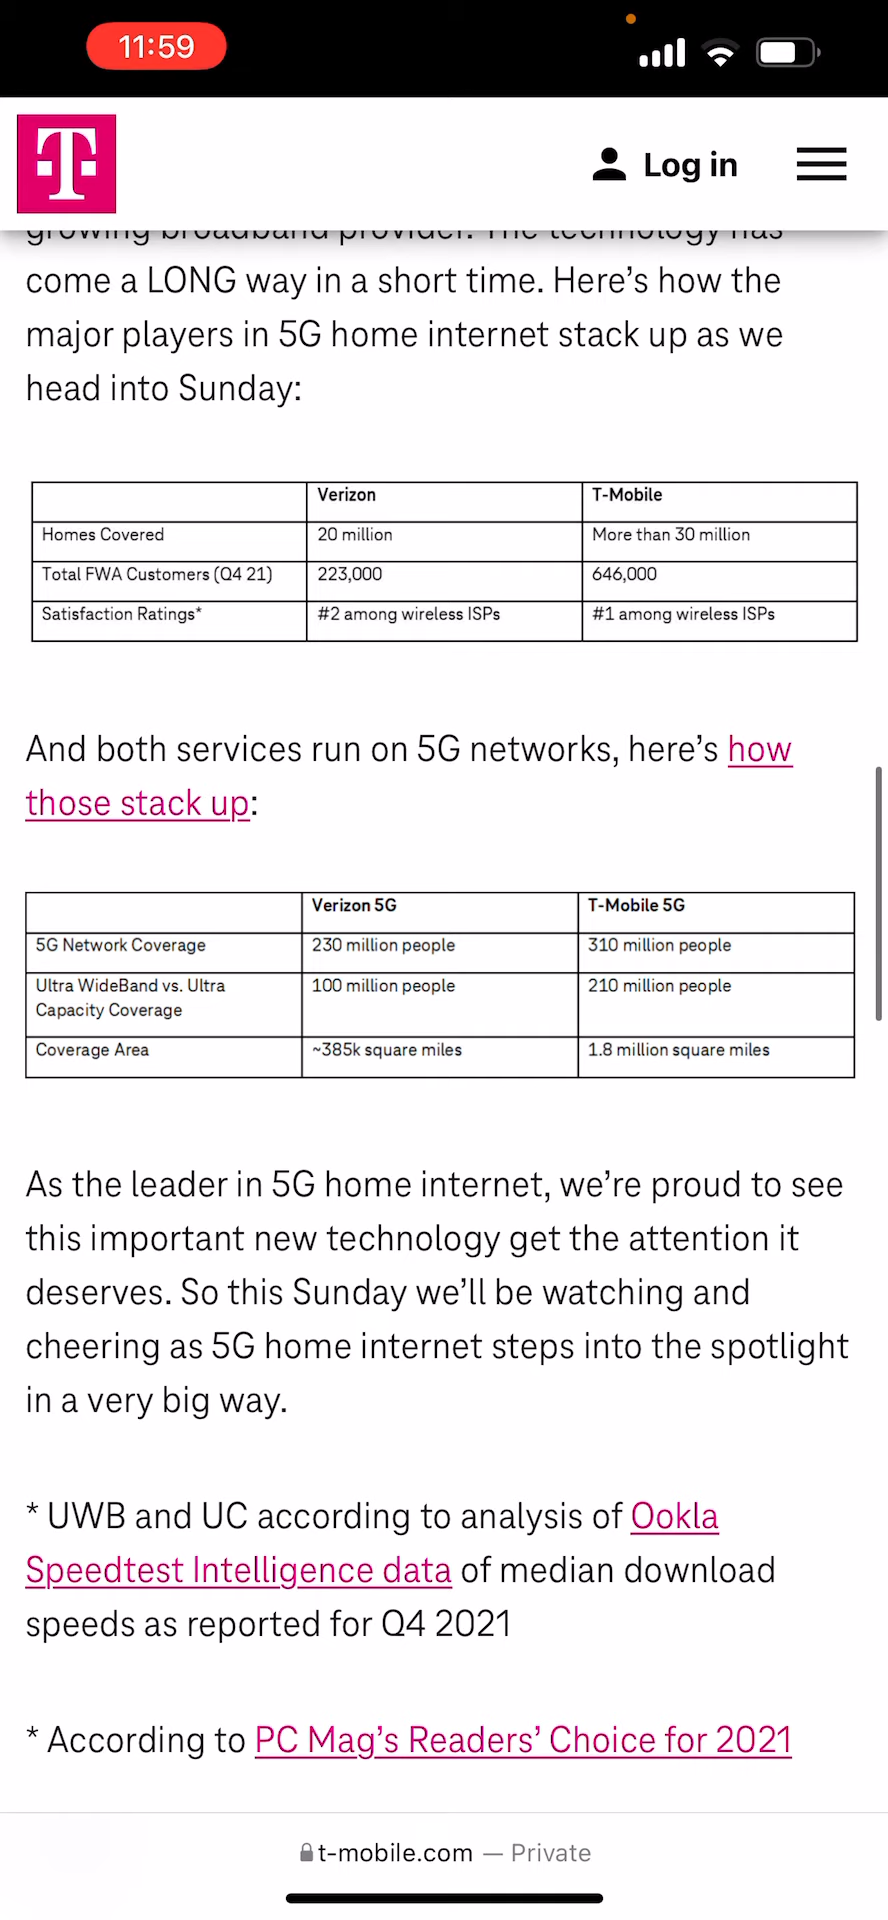 11:59
T
Log in
growing broadband provider. The technology has
come a LONG way in a short time. Here's how the
major players in 5G home internet stack up as we
head into Sunday:
Verizon T-Mobile
Homes Covered 20 million More than 30 million
Total FWA Customers (Q4 21) 223,000 646,000
Satisfaction Ratings* #2 among wireless ISPs #1 among wireless ISPs
And both services run on 5G networks, here's how
those stack up:
Verizon 5G T-Mobile 5G
5G Network Coverage 230 million people 310 million people
Ultra WideBand vs. Ultra 100 million people 210 million people
Capacity Coverage
Coverage Area ~385k square miles 1.8 million square miles
As the leader in 5G home internet, we're proud to see
this important new technology get the attention it
deserves. So this Sunday we'll be watching and
cheering as 5G home internet steps into the spotlight
in a very big way.
* UWB and UC according to analysis of Ookla
Speedtest Intelligence data of median download
speeds as reported for Q4 2021
* According to PC Mag's Readers' Choice for 2021
t-mobile.com — Private